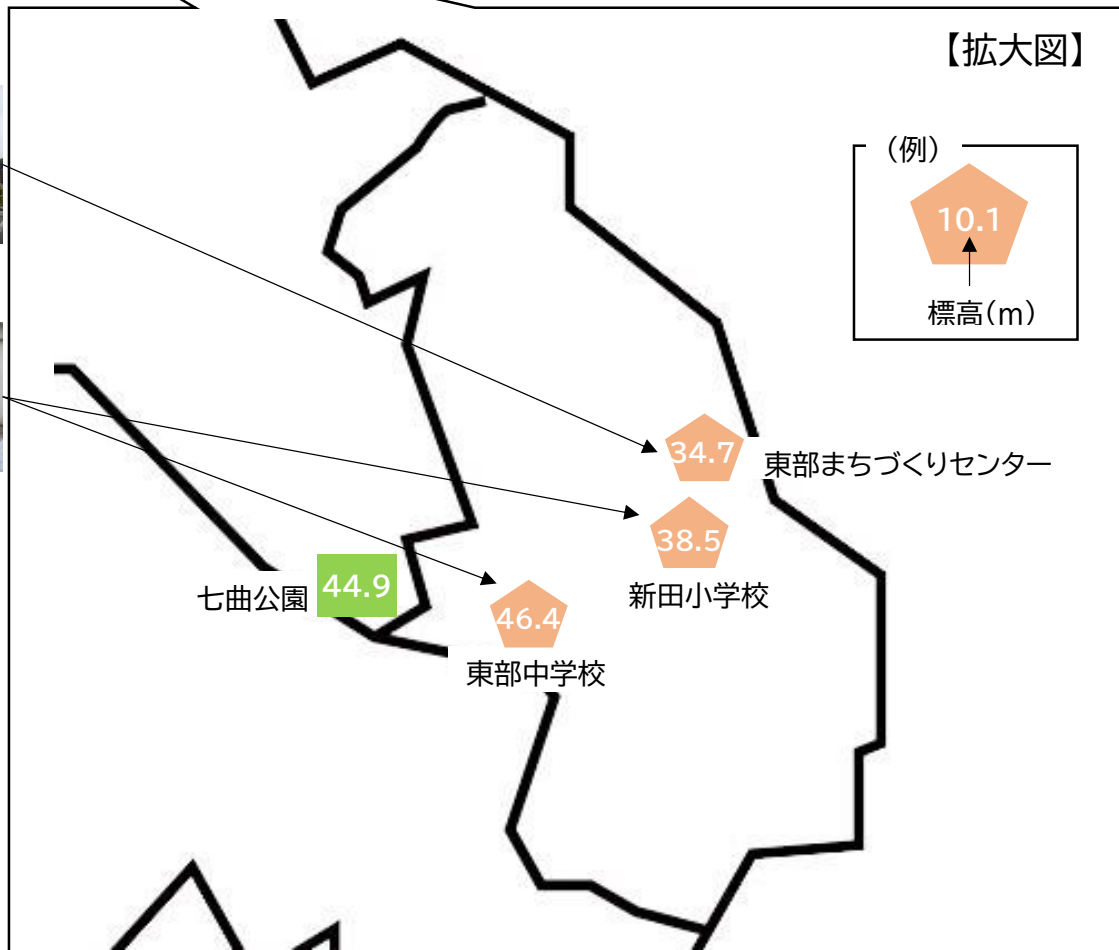 【拡大図】
（例）
10.1
標高(m)
34.7
東部まちづくりセンター
38.5
新田小学校
七曲公園
44.9
46.4
東部中学校